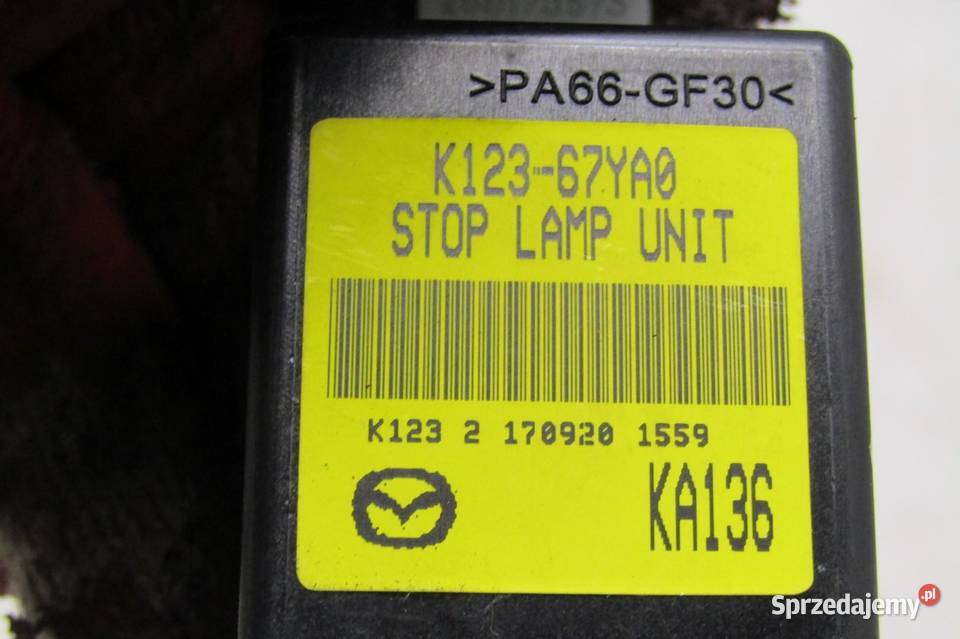 >PA66-GF30<
K123-67YA0
STOP LAMP UNIT
K123 2 170920 1559
KA136
Sprzedajemy.pl